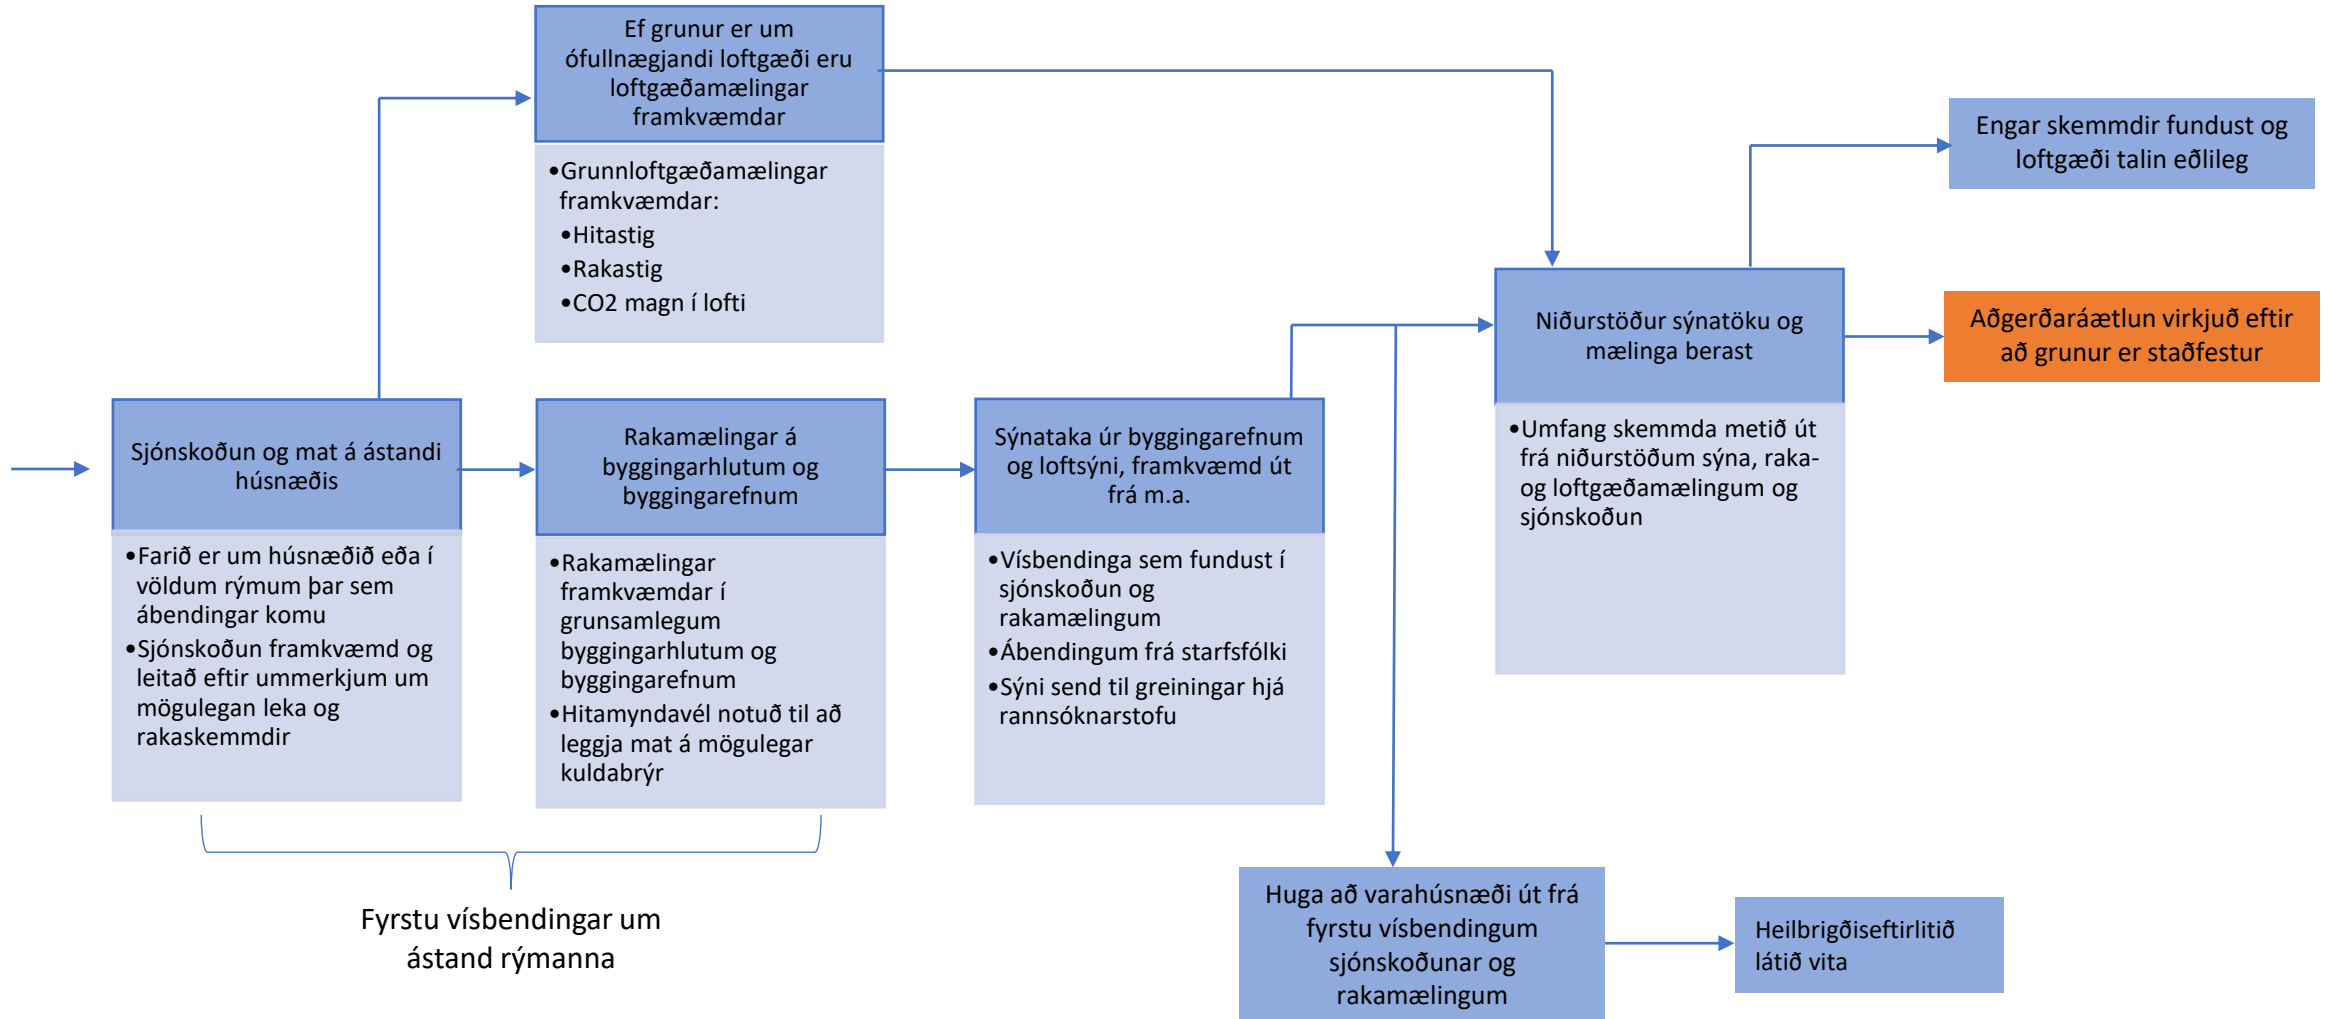 Ef grunur er um
ófullnægjandi loftgæði eru
loftgæðamælingar
framkvæmdar
•Grunnloftgæðamælingar
framkvæmdar:
•Hitastig
•Rakastig
•CO2 magn í lofti
Sjónskoðun og mat á ástandi
húsnæðis
•Farið er um húsnæðið eða í
völdum rýmum þar sem
ábendingar komu
•Sjónskoðun framkvæmd og
leitað eftir ummerkjum um
mögulegan leka og
rakaskemmdir
Rakamælingar á
byggingarhlutum og
byggingarefnum
•Rakamælingar
framkvæmdar í
grunsamlegum
byggingarhlutum og
byggingarefnum
•Hitamyndavél notuð til að
leggja mat á mögulegar
kuldabrýr
Fyrstu vísbendingar um
ástand rýmanna
Sýnataka úr byggingarefnum
og loftsýni, framkvæmd út
frá m.a.
•Vísbendinga sem fundust í
sjónskoðun og
rakamælingum
•Ábendingum frá starfsfólki
•Sýni send til greiningar hjá
rannsóknarstofu
Niðurstöður sýnatöku og
mælinga berast
•Umfang skemmda metið út
frá niðurstöðum sýna, raka-
og loftgæðamælingum og
sjónskoðun
Engar skemmdir fundust og
loftgæði talin eðlileg
Aðgerðaráætlun virkjuð eftir
að grunur er staðfestur
Huga að varahúsnæði út frá
fyrstu vísbendingum
sjónskoðunar og
rakamælingum
Heilbrigðiseftirlitið
látið vita